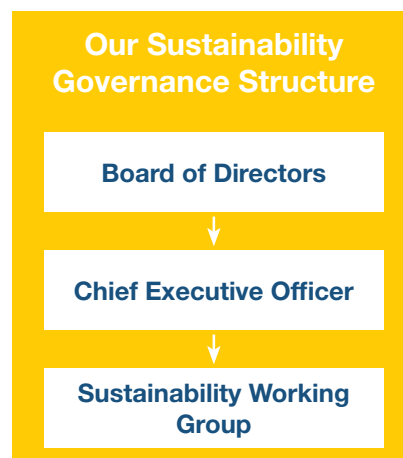 Our Sustainability
Governance Structure
Board of Directors
Chief Executive Officer
Sustainability Working
Group